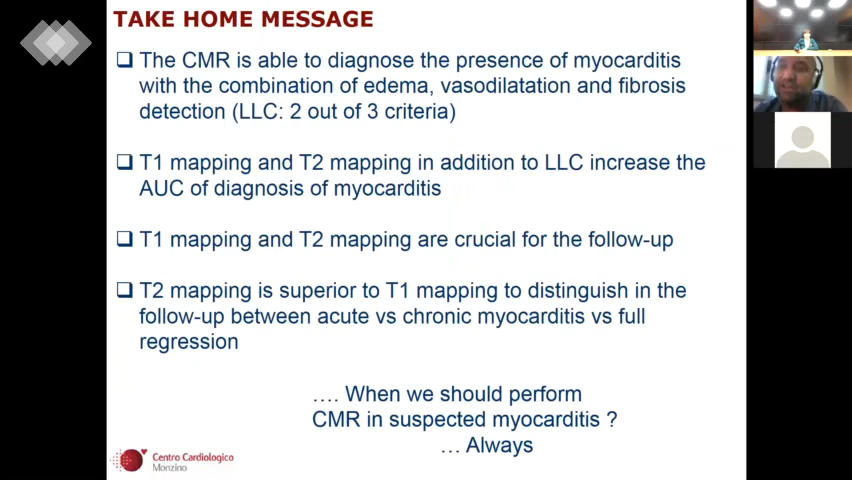 TAKE HOME MESSAGE
The CMR is able to diagnose the presence of myocarditis
with the combination of edema, vasodilatation and fibrosis
detection (LLC: 2 out of 3 criteria)
T1 mapping and T2 mapping in addition to LLC increase the
AUC of diagnosis of myocarditis
T1 mapping and T2 mapping are crucial for the follow-up
T2 mapping is superior to T1 mapping to distinguish in the
follow-up between acute vs chronic myocarditis vs full
regression
…. When we should perform
CMR in suspected myocarditis ?
… Always
Centro Cardiologico
Monzino